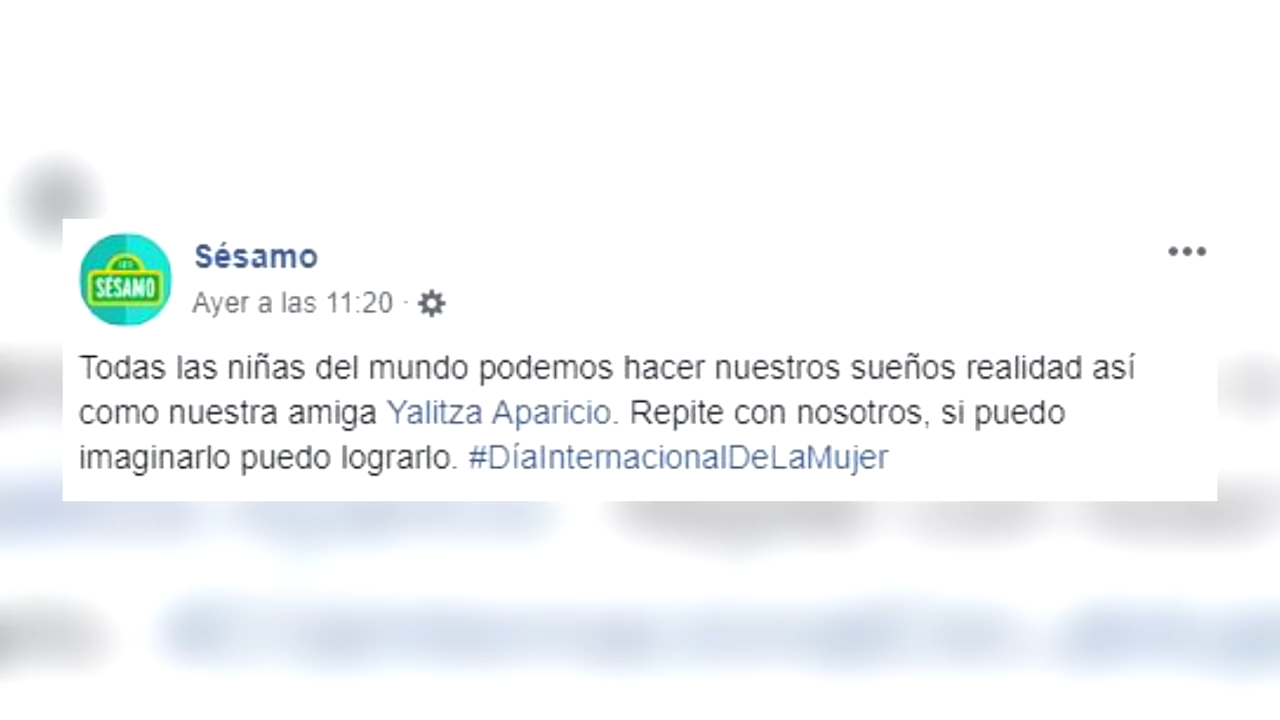 SÉSAMO
Sésamo
Ayer a las 11:20 ·
Todas las niñas del mundo podemos hacer nuestros sueños realidad así
como nuestra amiga Yalitza Aparicio. Repite con nosotros, si puedo
imaginarlo puedo lograrlo. #DíaInternacionalDeLaMujer